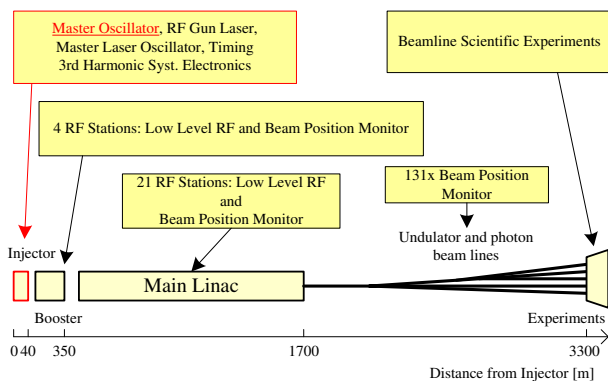 Master Oscillator, RF Gun Laser,
Master Laser Oscillator, Timing
3rd Harmonic Syst. Electronics
Beamline Scientific Experiments
4 RF Stations: Low Level RF and Beam Position Monitor
21 RF Stations: Low Level RF
and
Beam Position Monitor
131x Beam Position
Monitor
Undulator and photon
beam lines
Injector
Main Linac
Booster
Experiments
0 40 350 1700 3300
Distance from Injector [m]